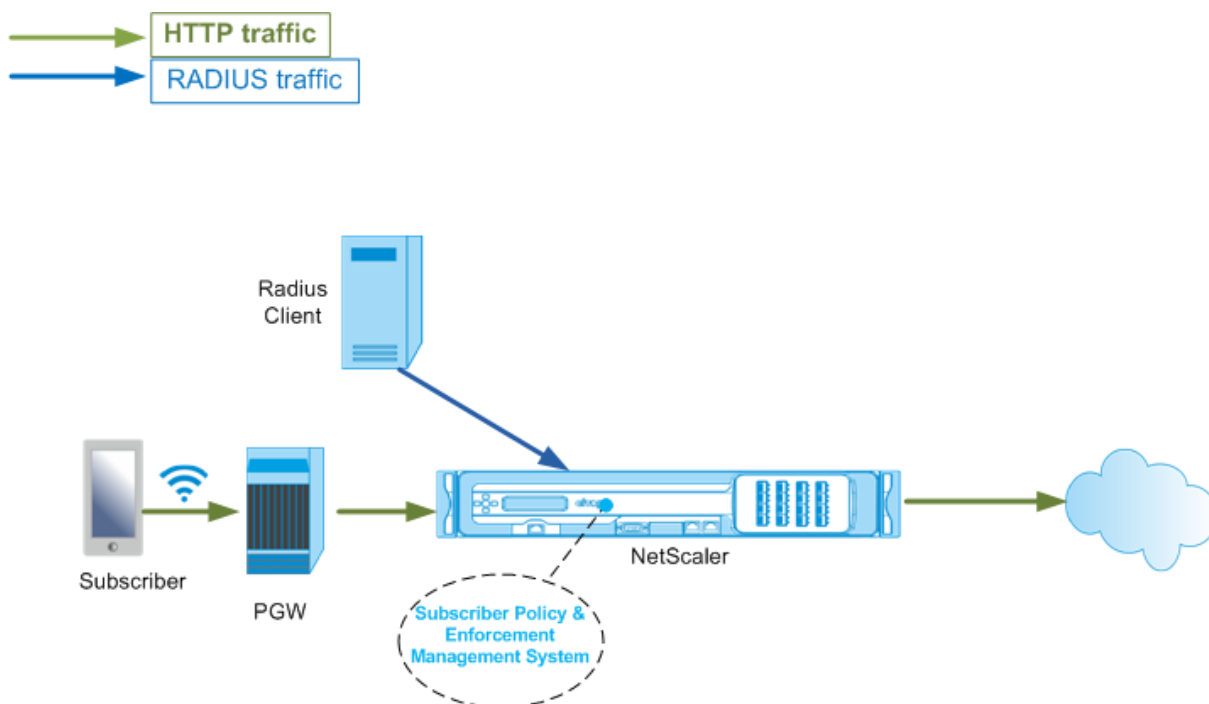 HTTP traffic
RADIUS traffic
Radius
Client
Subscriber
PGW
NetScaler
Subscriber Policy &
Enforcement
Management System